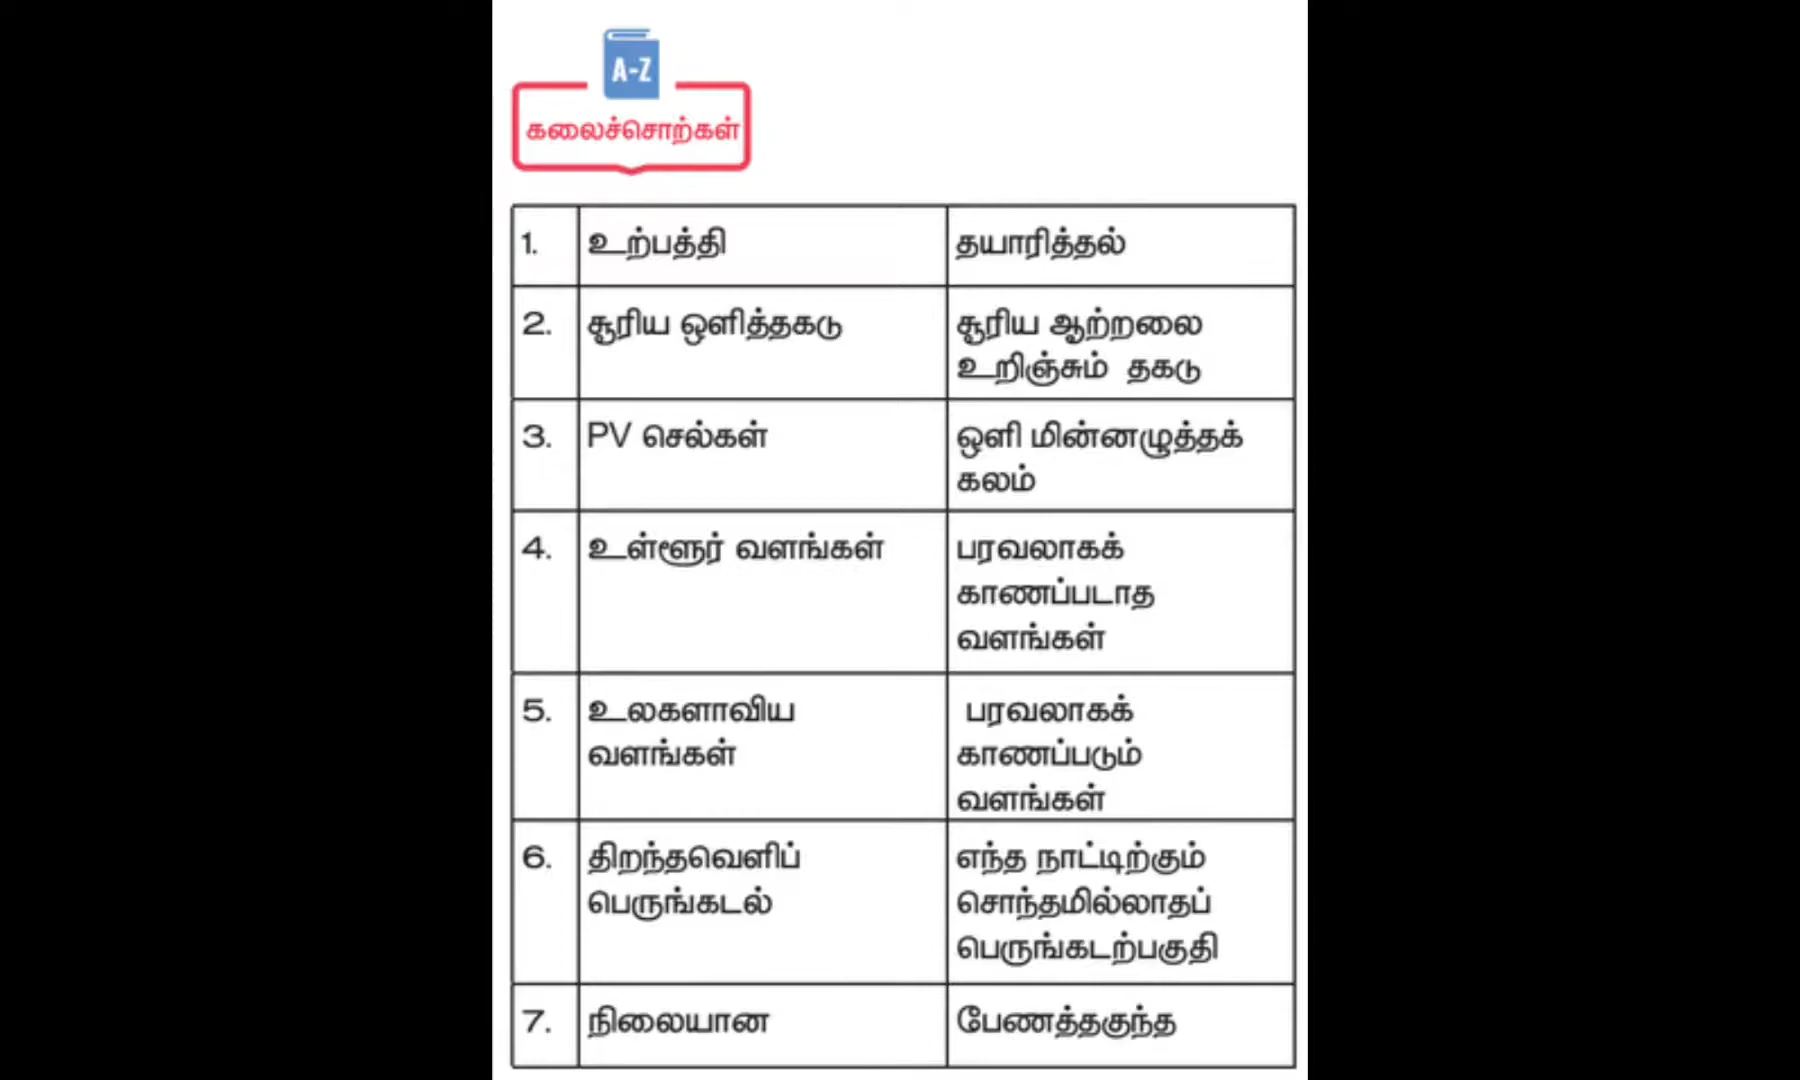 A-Z
கலைச்சொற்கள்
1. உற்பத்தி தயாரித்தல்
2. சூரிய ஒளித்தகடு சூரிய ஆற்றலை
உறிஞ்சும் தகடு
3. PV செல்கள் ஒளி மின்னழுத்தக்
கலம்
4. உள்ளூர் வளங்கள் பரவலாகக்
காணப்படாத
வளங்கள்
5. உலகளாவிய பரவலாகக்
வளங்கள் காணப்படும்
வளங்கள்
6. திறந்தவெளிப் எந்த நாட்டிற்கும்
பெருங்கடல் சொந்தமில்லாதப்
பெருங்கடற்பகுதி
7. நிலையான பேணத்தகுந்த